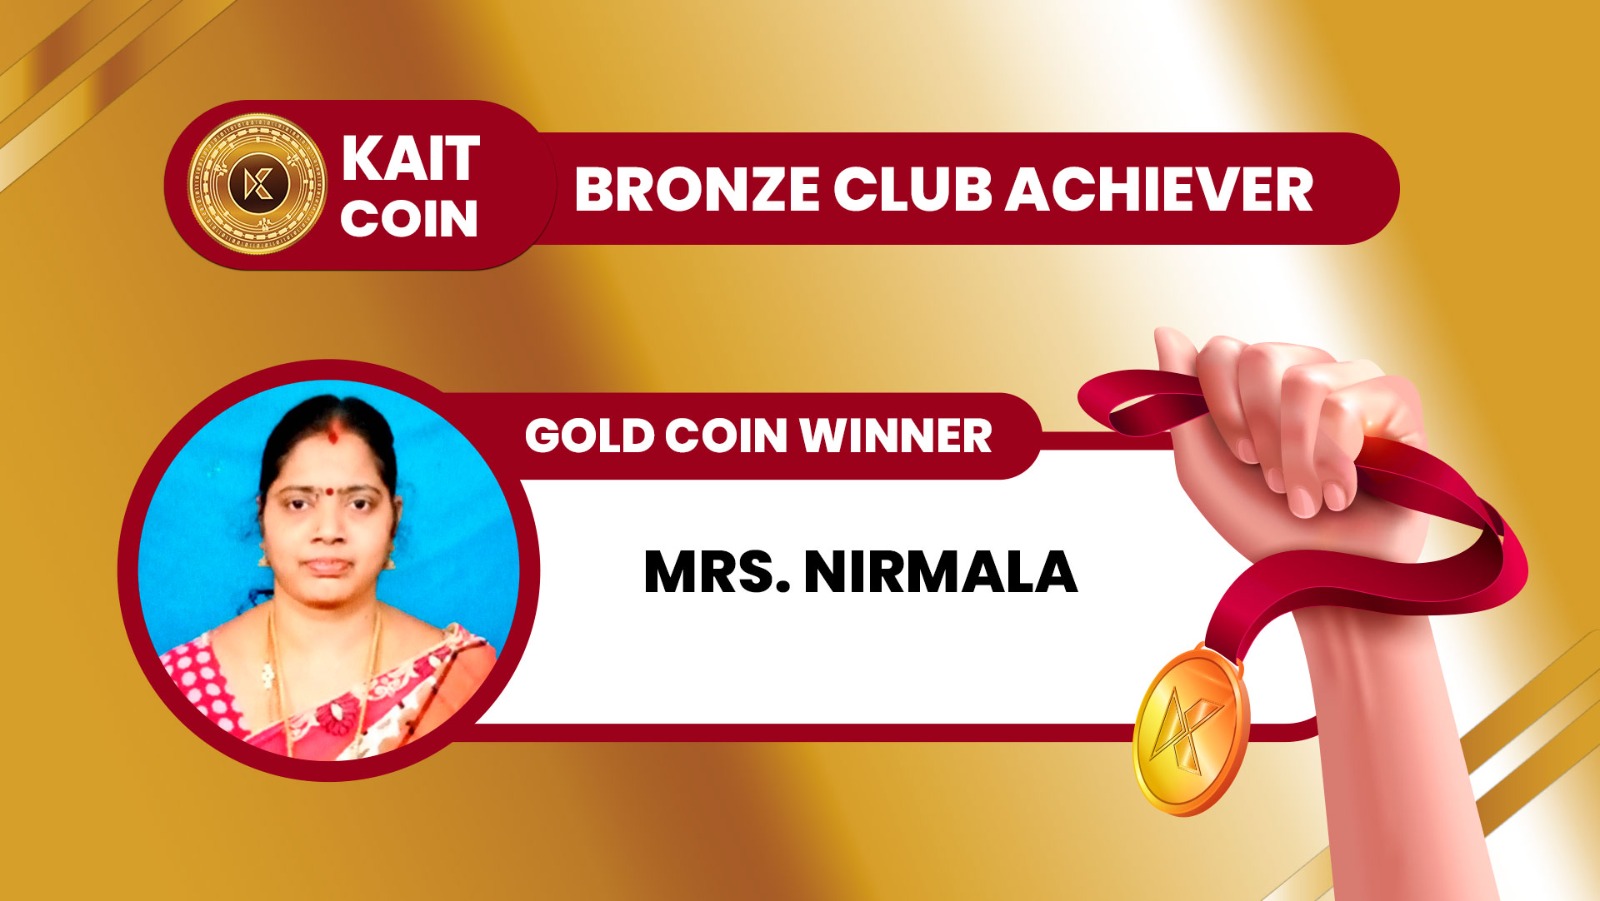 KAIT
COIN
BRONZE CLUB ACHIEVER
GOLD COIN WINNER
MRS. NIRMALA